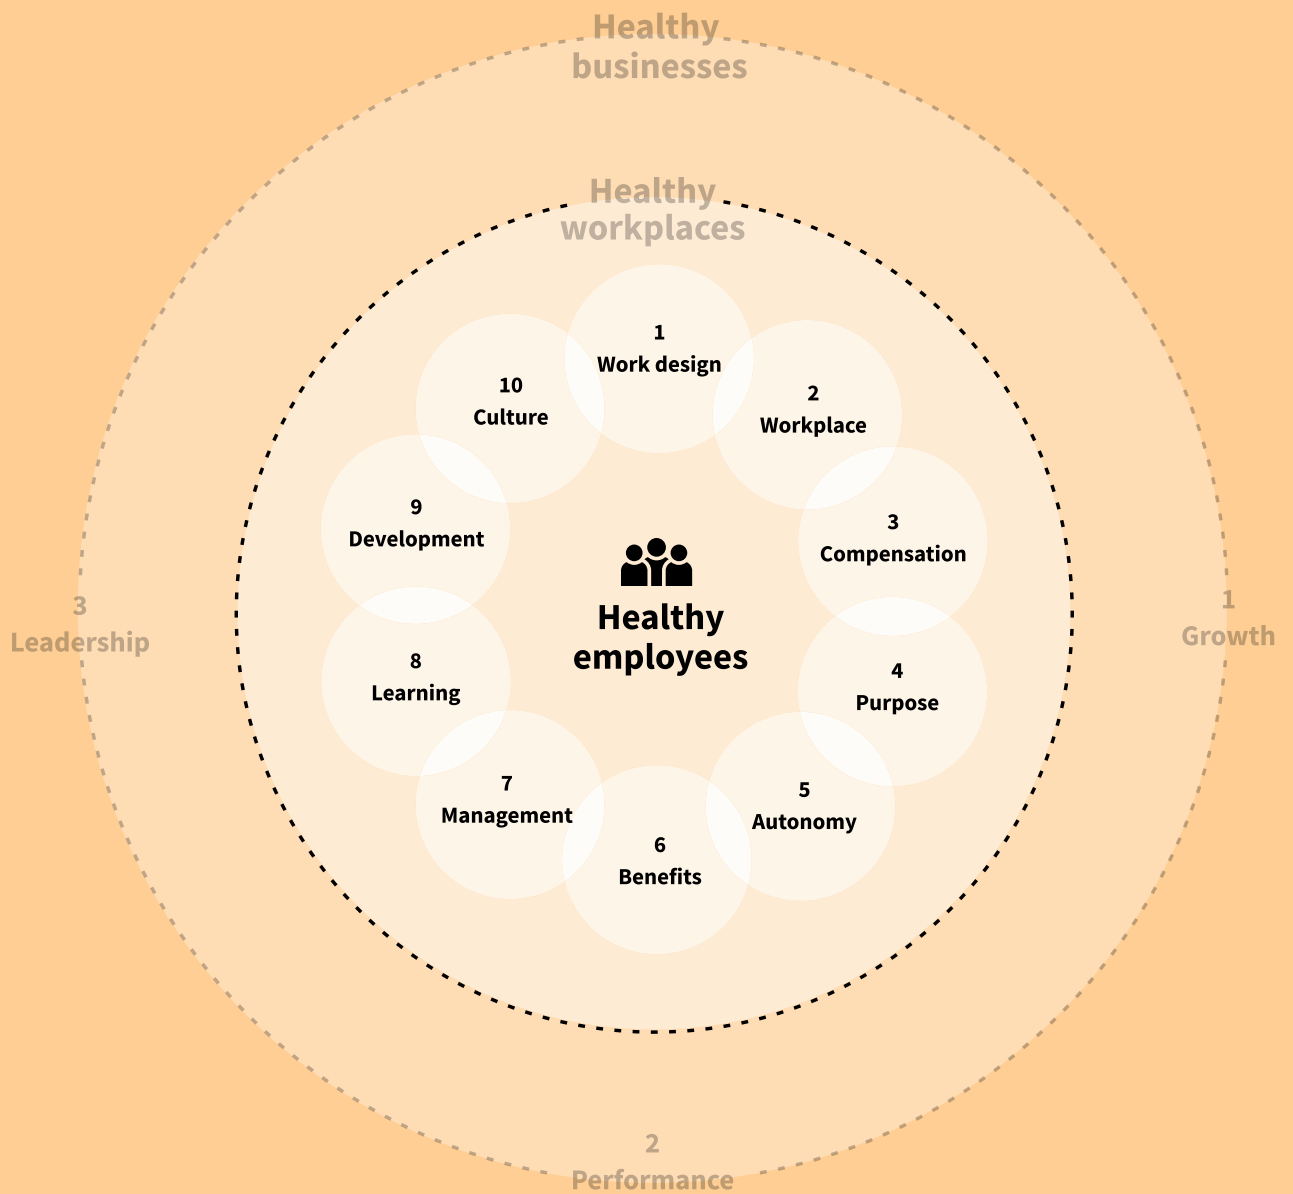 Healthy
businesses
Healthy
workplaces
1
Work design
2
Workplace
3
Compensation
4
Purpose
5
Autonomy
6
Benefits
7
Management
8
Learning
9
Development
10
Culture
Healthy
employees
1
Growth
2
Performance
3
Leadership